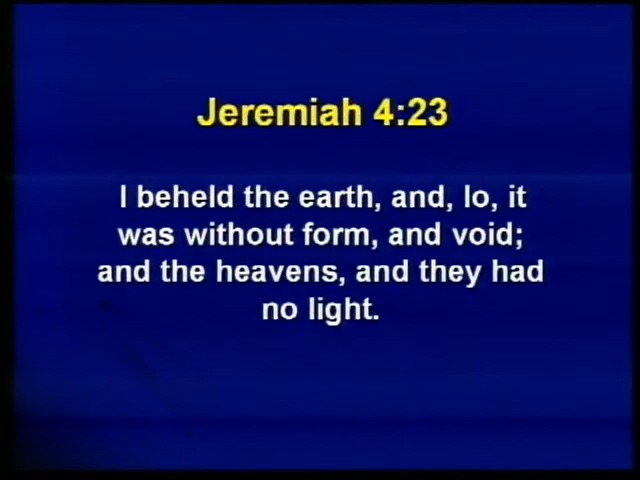 Jeremiah 4:23
I beheld the earth, and, lo, it
was without form, and void;
and the heavens, and they had
no light.